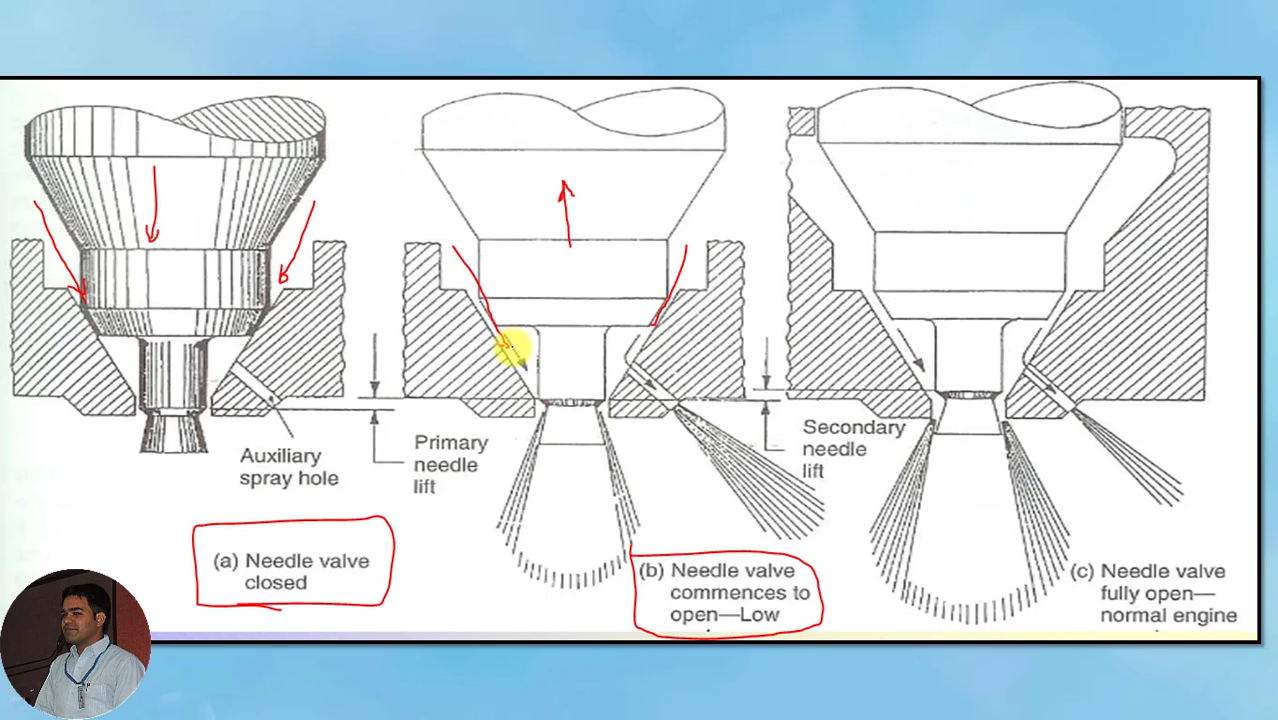 Auxiliary
spray hole
Primary
needle
lift
Secondary
needle
lift
(a) Needle valve
closed
(b) Needle valve
commences to
open—Low
(c) Needle valve
fully open—
normal engine